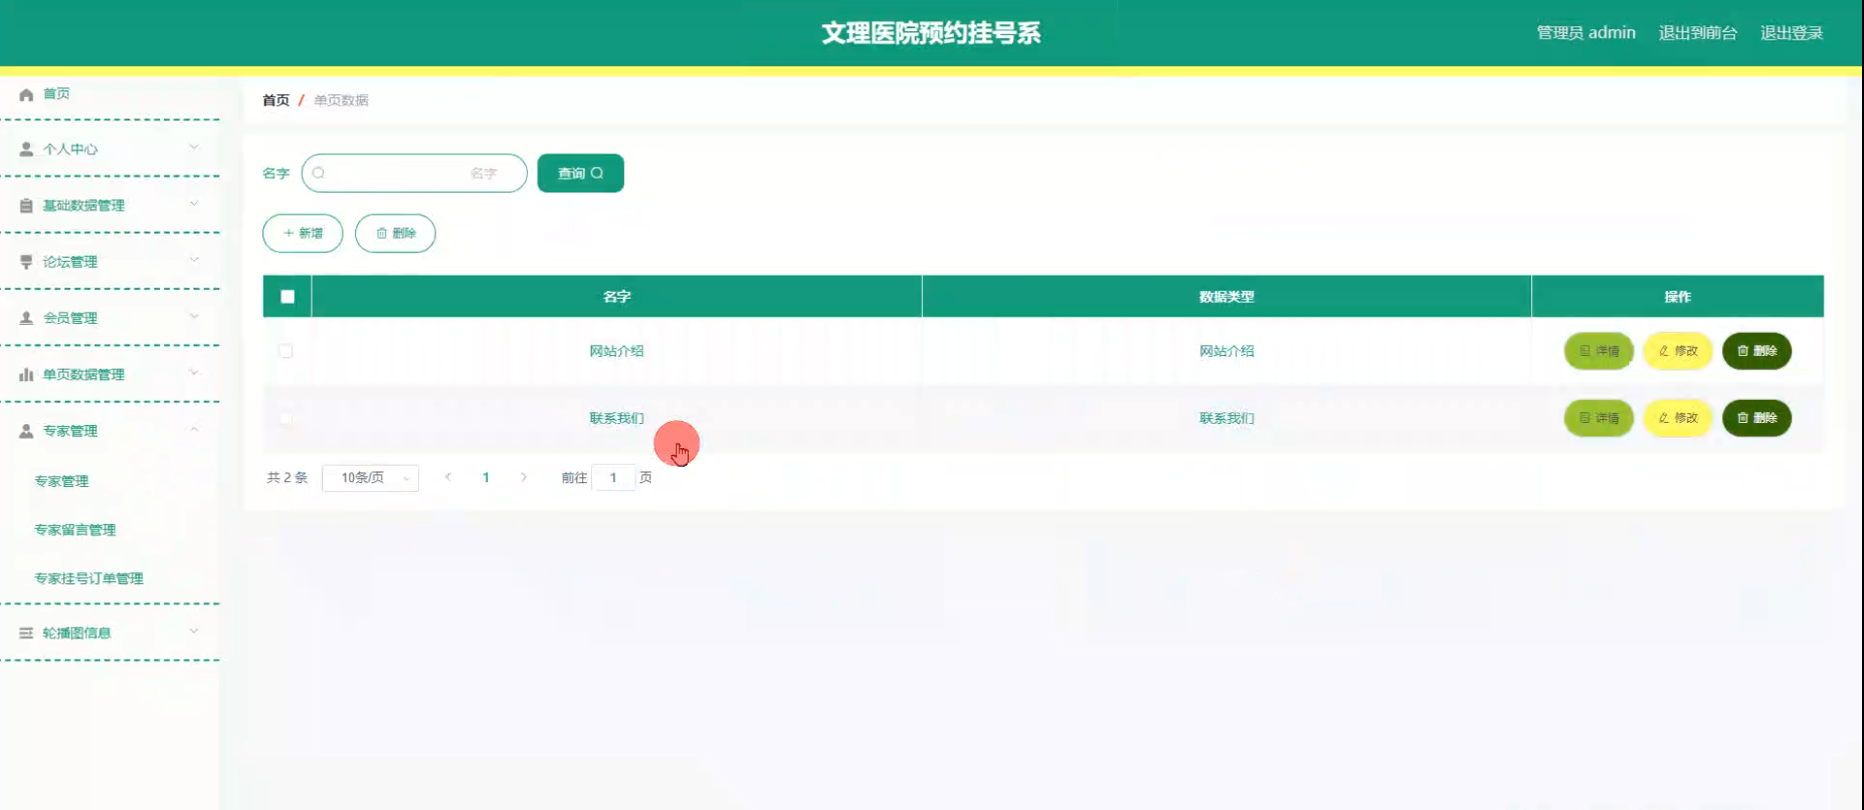 文理医院预约挂号系
管理员 admin 退出到前台 退出登录
首页
个人中心
基础数据管理
论坛管理
会员管理
单页数据管理
专家管理
专家管理
专家留言管理
专家挂号订单管理
轮播图信息
首页 / 单页数据
名字 名字 查询
+ 新增 删除
名字 数据类型 操作
网站介绍 网站介绍 详情 修改 删除
联系我们 联系我们 详情 修改 删除
共 2 条 10条/页 1 前往 1 页